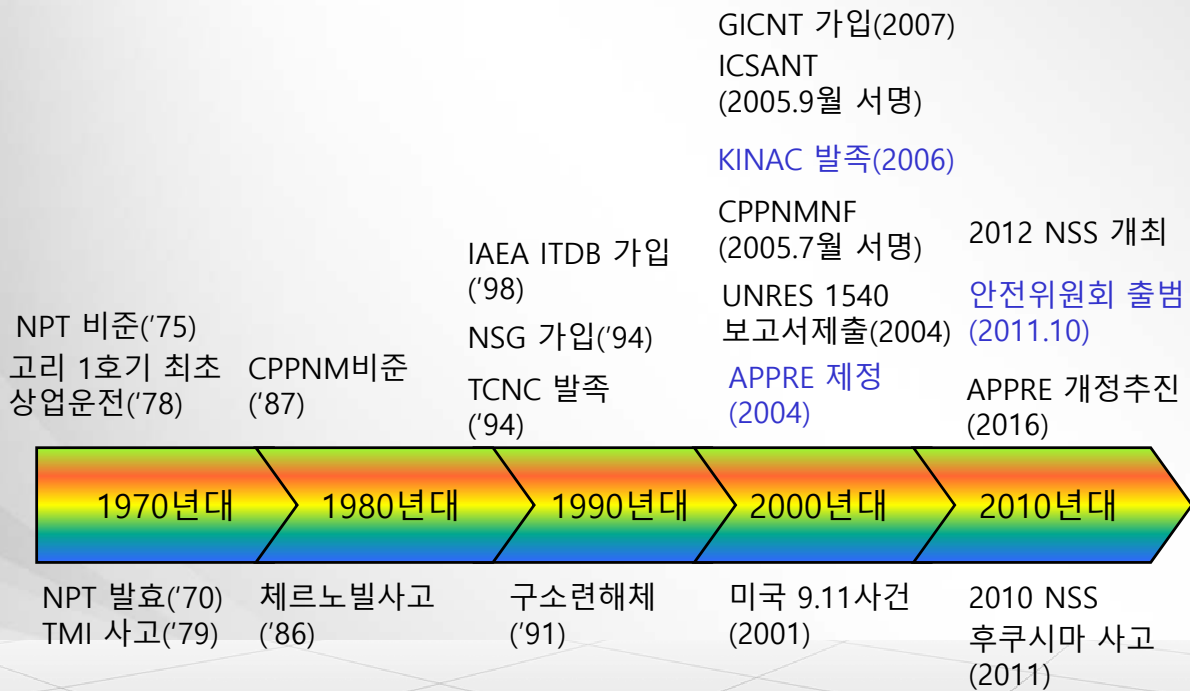 GICNT 가입(2007)
ICSANT
(2005.9월 서명)
KINAC 발족(2006)
CPPNMNF
(2005.7월 서명)
2012 NSS 개최
IAEA ITDB 가입
(’98)
UNRES 1540
보고서제출(2004)
안전위원회 출범
(2011.10)
NPT 비준(’75)
NSG 가입(’94)
고리 1호기 최초
상업운전(’78)
CPPNM비준
(’87)
TCNC 발족
(’94)
APPRE 제정
(2004)
APPRE 개정추진
(2016)
1970년대
1980년대
1990년대
2000년대
2010년대
NPT 발효(’70)
TMI 사고(’79)
체르노빌사고
(’86)
구소련해체
(’91)
미국 9.11사건
(2001)
2010 NSS
후쿠시마 사고
(2011)